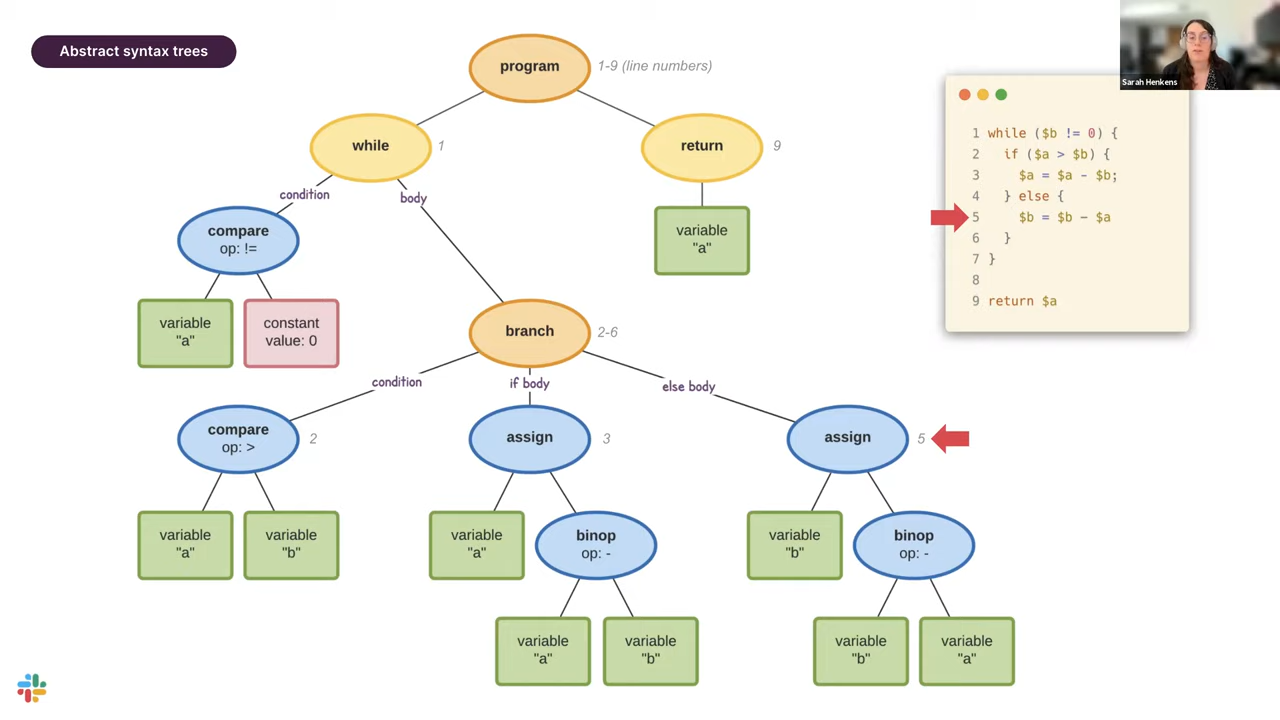 Abstract syntax trees
program
1-9 (line numbers)
Sarah Henkens
while
1
return
9
condition
body
compare
op: !=
variable
"a"
variable
"a"
constant
value: 0
branch
2-6
condition
if body
else body
compare
op: >
2
assign
3
assign
5
variable
"a"
variable
"b"
variable
"a"
binop
op: -
variable
"b"
binop
op: -
variable
"a"
variable
"b"
variable
"b"
variable
"a"
1 while ($b != 0) {
2 if ($a > $b) {
3 $a = $a - $b;
4 } else {
5 $b = $b - $a
6 }
7 }
8
9 return $a